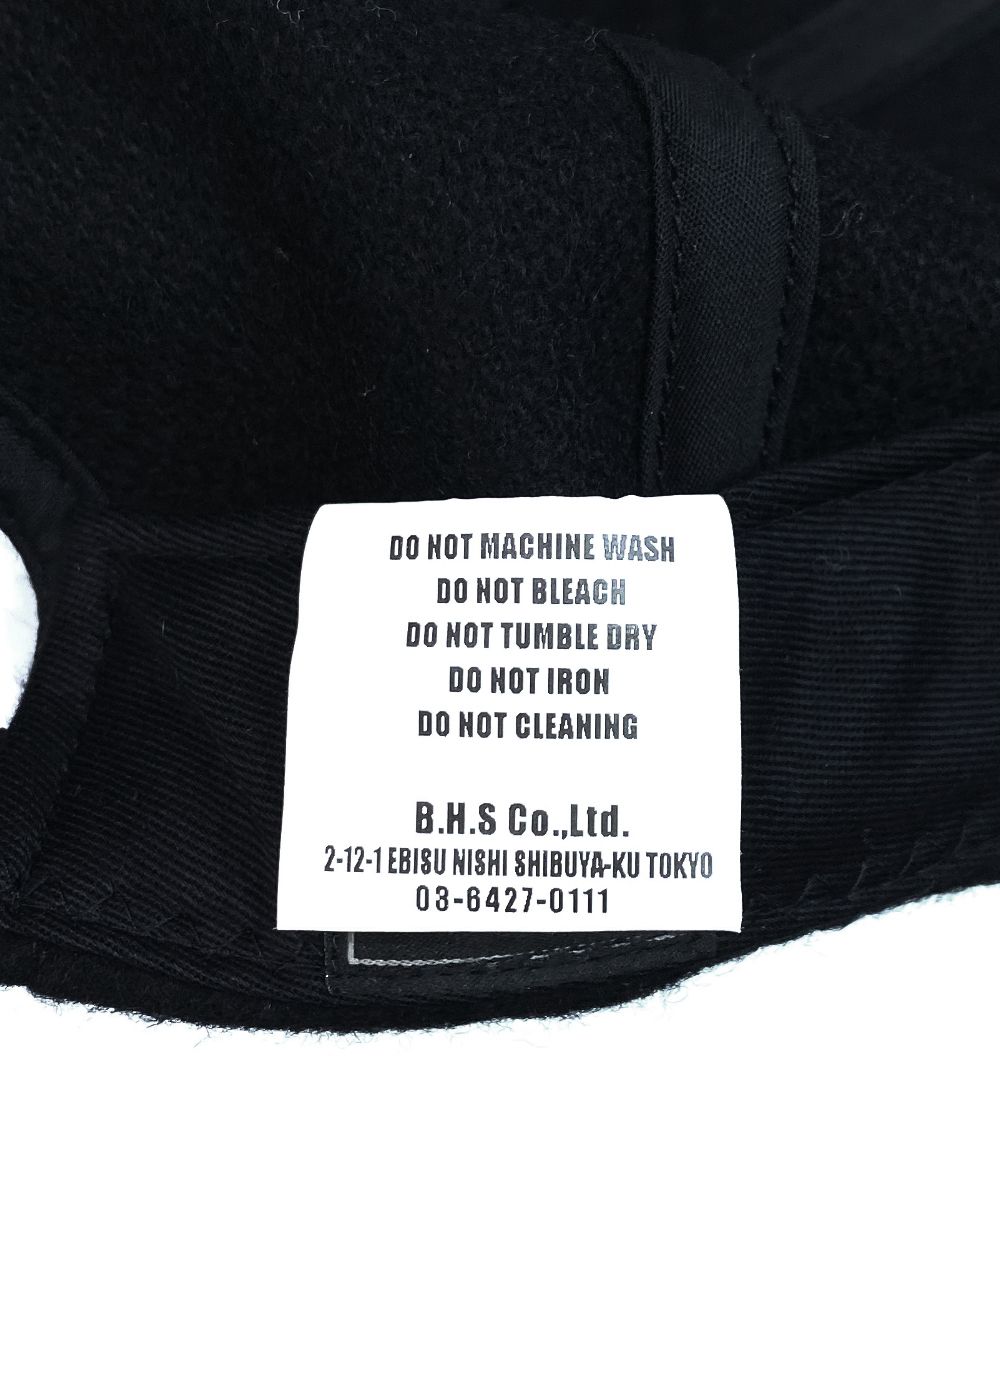 DO NOT MACHINE WASH
DO NOT BLEACH
DO NOT TUMBLE DRY
DO NOT IRON
DO NOT CLEANING
B.H.S Co.,Ltd.
2-12-1 EBISU NISHI SHIBUYA-KU TOKYO
03-6427-0111